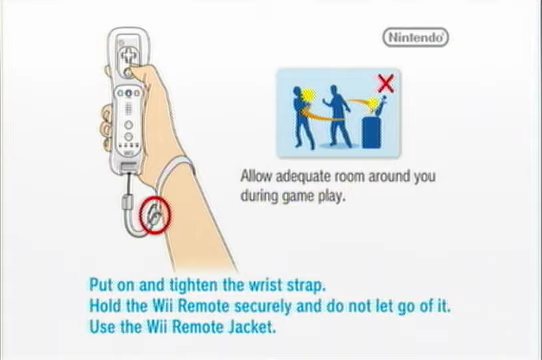 Nintendo
Allow adequate room around you
during game play.
Put on and tighten the wrist strap.
Hold the Wii Remote securely and do not let go of it.
Use the Wii Remote Jacket.